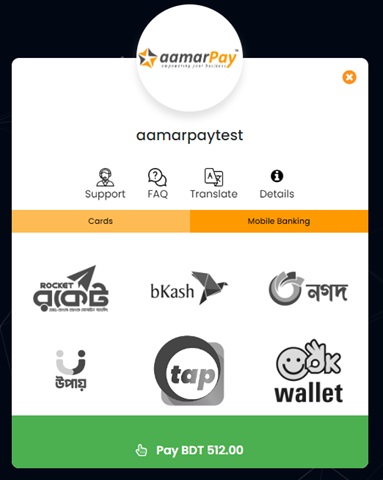 aamarPay
empowering your business
aamarpaytest
Support FAQ Translate Details
Cards Mobile Banking
ROCKET
রকেট
bKash
নগদ
উপায়
tap
OK
wallet
Pay BDT 512.00